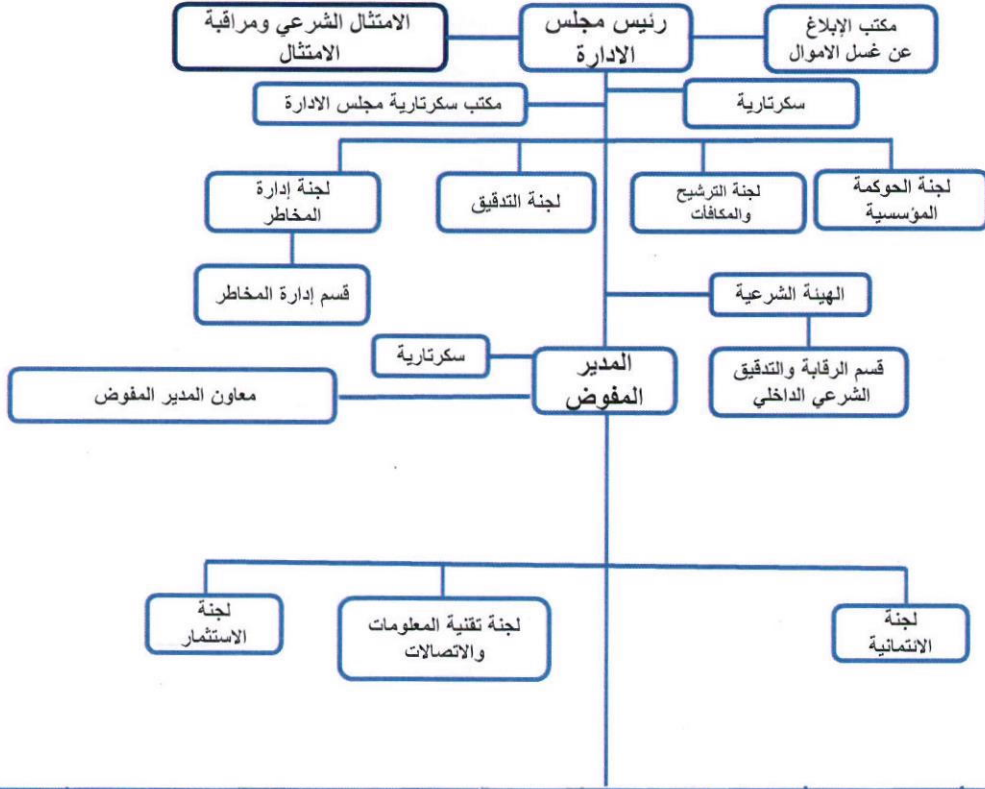 مكتب الإبلاغ
عن غسل الاموال
رئيس مجلس
الادارة
الامتثال الشرعي ومراقبة
الامتثال
سكرتارية
مكتب سكرتارية مجلس الادارة
لجنة الحوكمة
المؤسسية
لجنة الترشيح
والمكافآت
لجنة التدقيق
لجنة إدارة
المخاطر
قسم إدارة المخاطر
الهيئة الشرعية
قسم الرقابة والتدقيق
الشرعي الداخلي
المدير
المفوض
سكرتارية
معاون المدير المفوض
لجنة
الائتمانية
لجنة تقنية المعلومات
والاتصالات
لجنة
الاستثمار